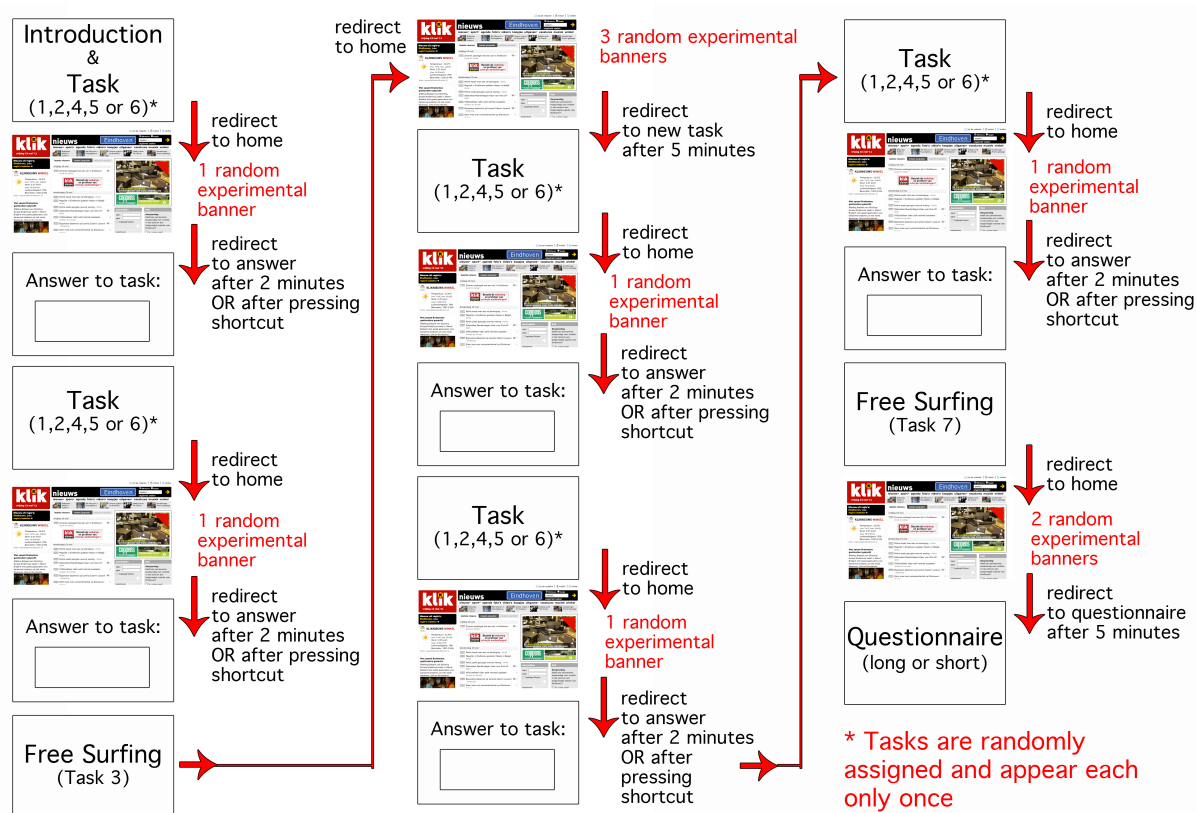 Introduction
&
Task
(1,2,4,5 or 6)*
redirect
to home
klik
nieuws
Eindhoven
1 random
experimental
banner
redirect
to answer
after 2 minutes
OR after pressing
shortcut
Answer to task:
Task
(1,2,4,5 or 6)*
redirect
to home
klik
nieuws
Eindhoven
1 random
experimental
banner
redirect
to answer
after 2 minutes
OR after pressing
shortcut
Answer to task:
Free Surfing
(Task 3)
redirect
to home
klik
nieuws
Eindhoven
3 random experimental
banners
redirect
to new task
after 5 minutes
Task
(1,2,4,5 or 6)*
redirect
to home
klik
nieuws
Eindhoven
1 random
experimental
banner
redirect
to answer
after 2 minutes
OR after pressing
shortcut
Answer to task:
Task
(1,2,4,5 or 6)*
redirect
to home
klik
nieuws
Eindhoven
1 random
experimental
banner
redirect
to answer
after 2 minutes
OR after
pressing
shortcut
Answer to task:
Task
(1,2,4,5 or 6)*
redirect
to home
klik
nieuws
Eindhoven
1 random
experimental
banner
redirect
to answer
after 2 minutes
OR after pressing
shortcut
Answer to task:
Free Surfing
(Task 7)
redirect
to home
klik
nieuws
Eindhoven
2 random
experimental
banners
redirect
to questionnaire
after 5 minutes
Questionnaire
(long or short)
* Tasks are randomly
assigned and appear each
only once